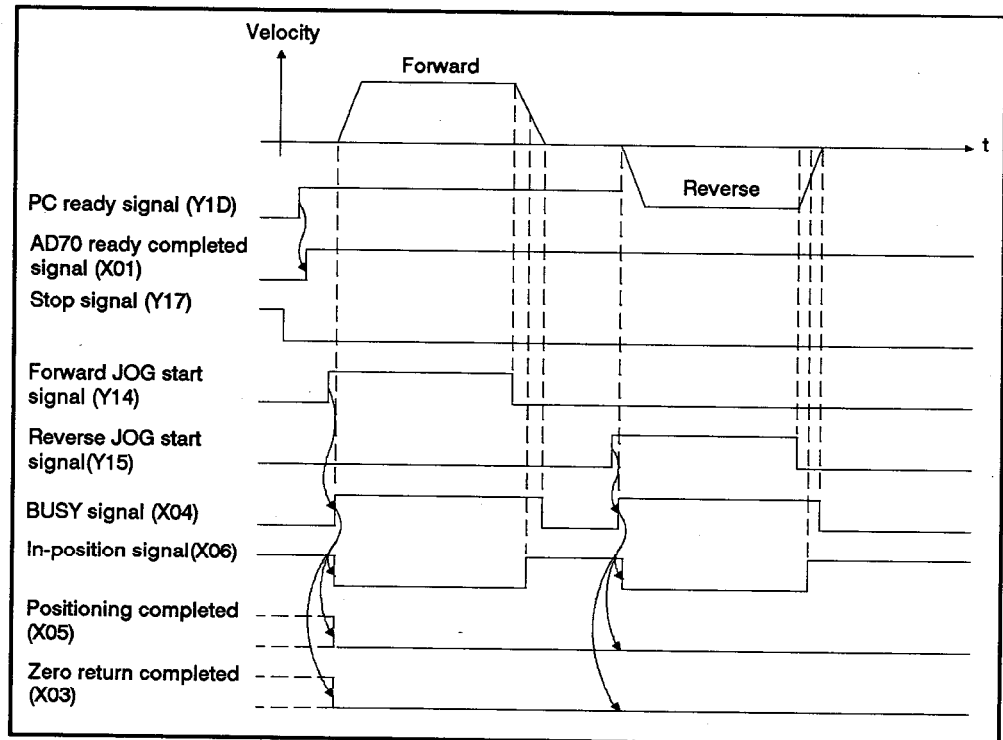 Velocity
Forward
t
Reverse
PC ready signal (Y1D)
AD70 ready completed
signal (X01)
Stop signal (Y17)
Forward JOG start
signal (Y14)
Reverse JOG start
signal(Y15)
BUSY signal (X04)
In-position signal(X06)
Positioning completed
(X05)
Zero return completed
(X03)